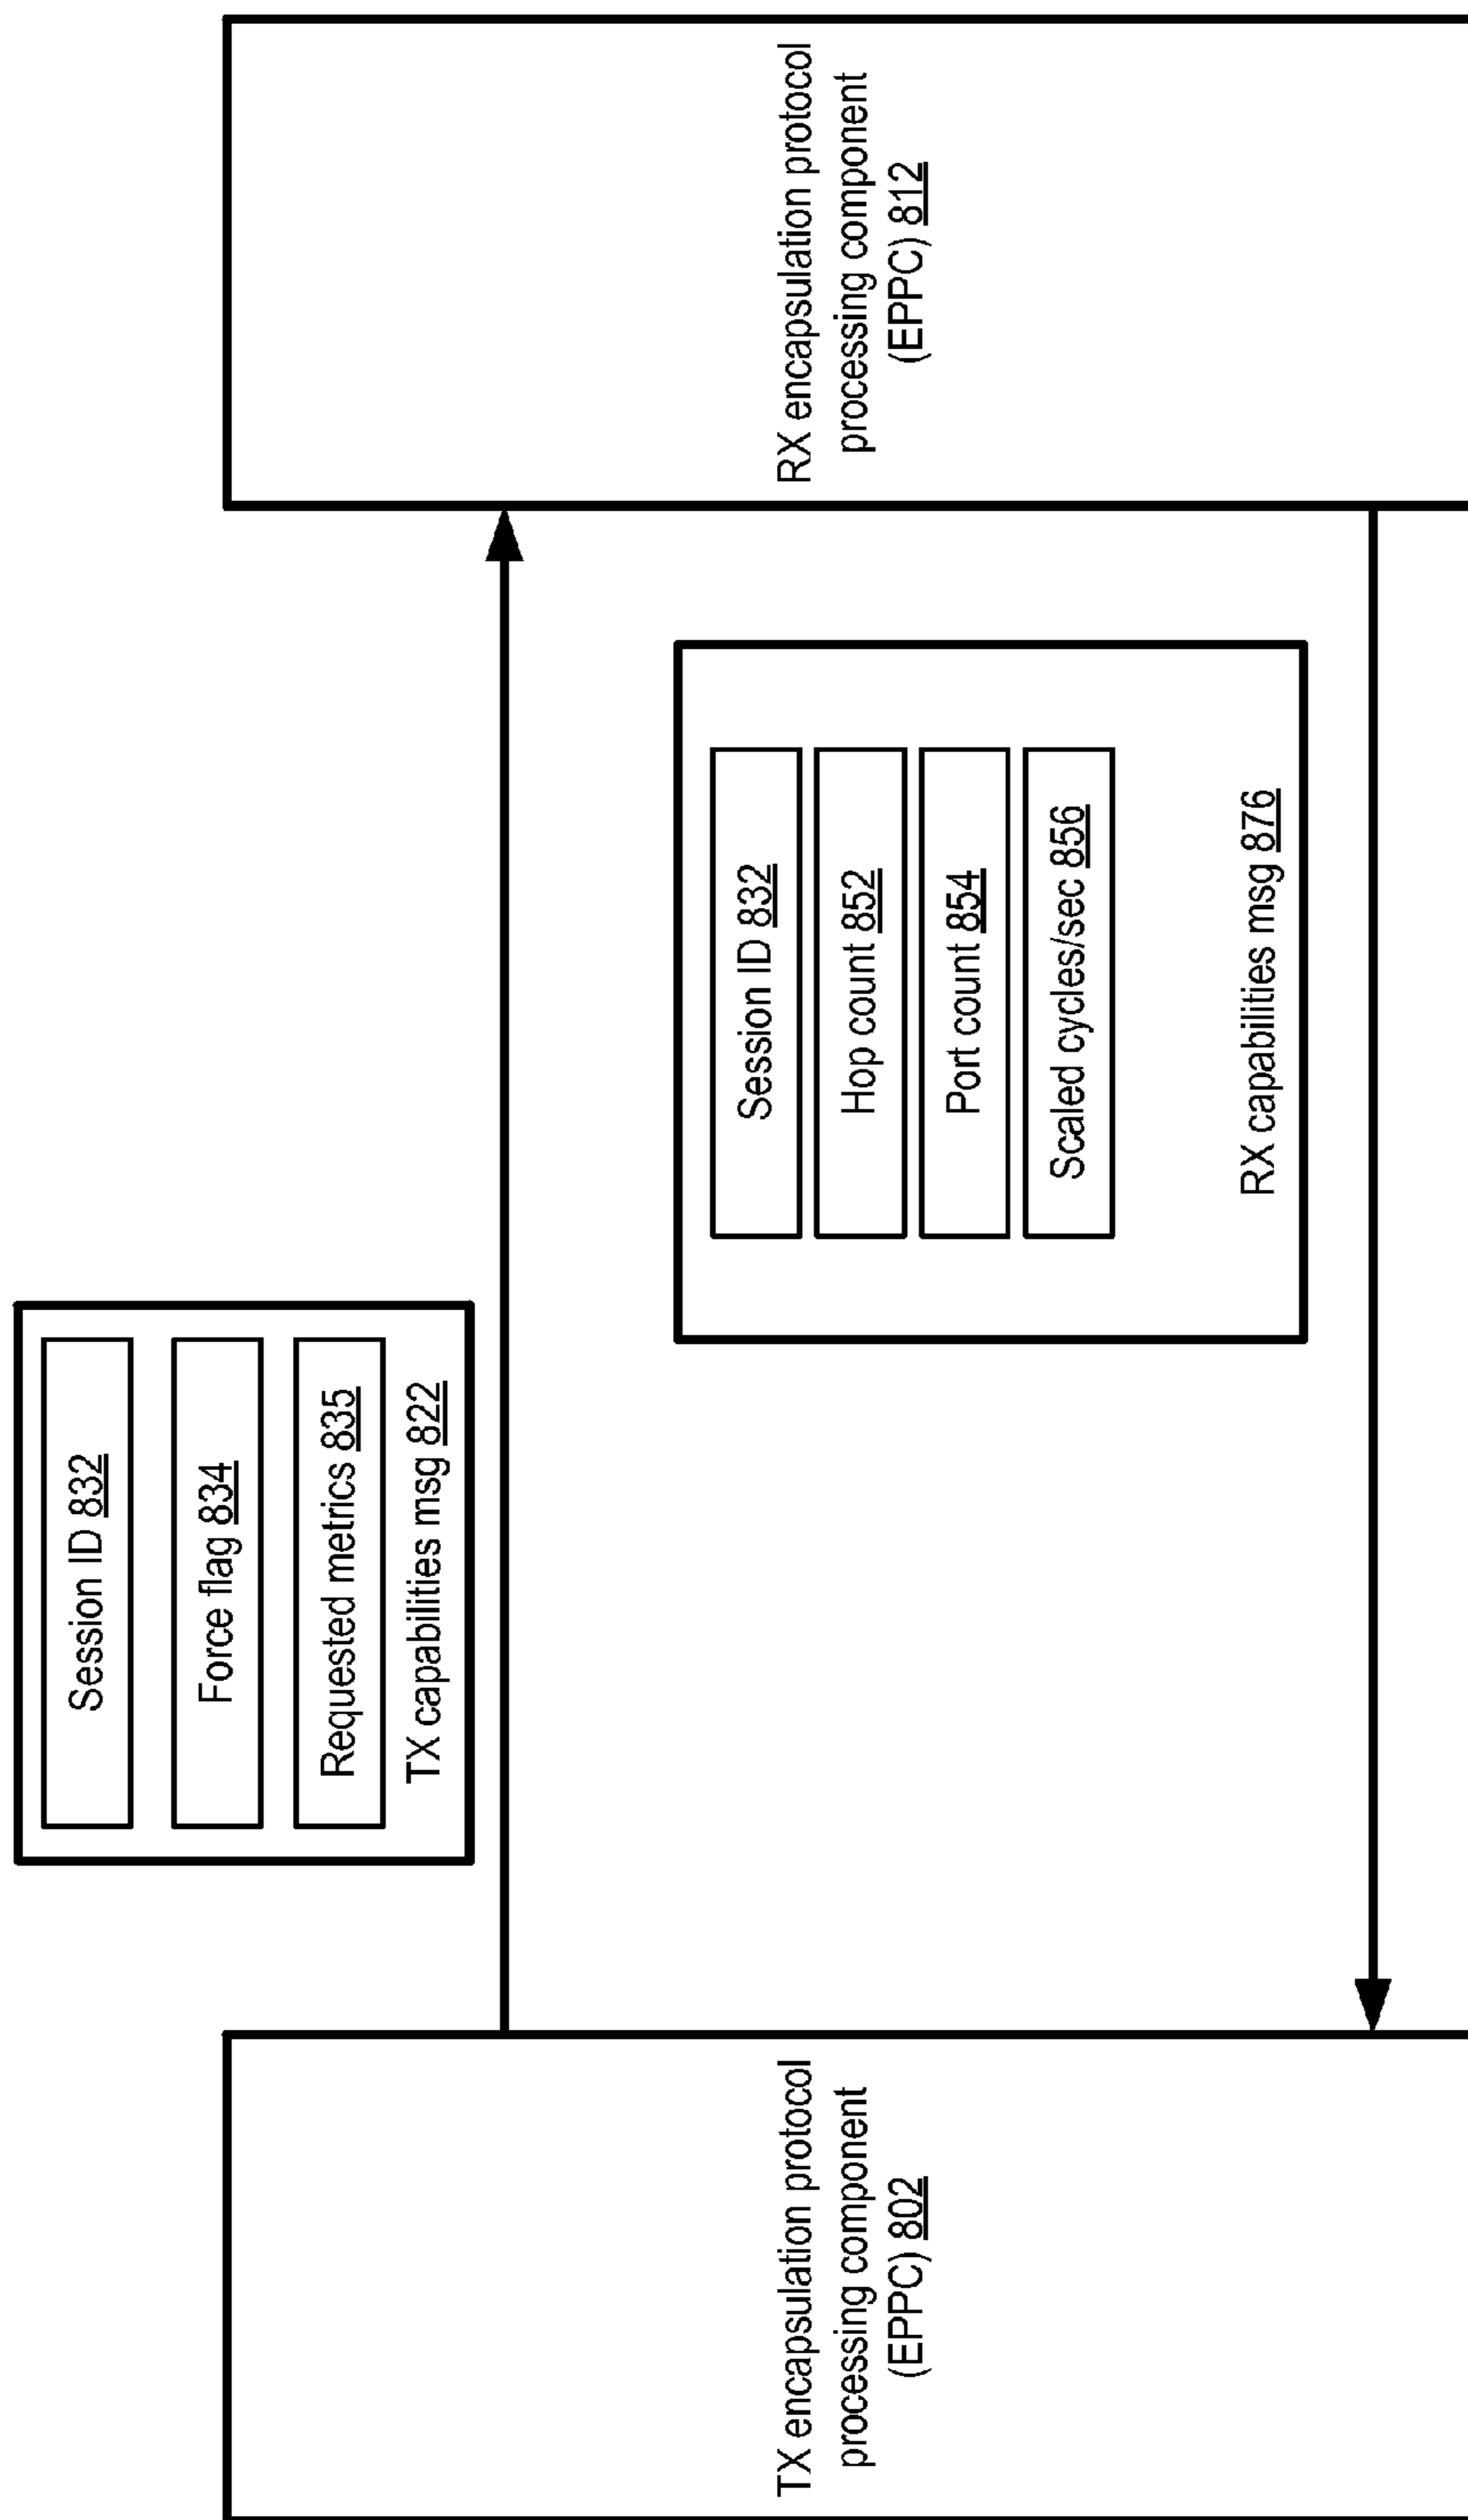 Session ID 832
Force flag 834
Requested metrics 835
TX capabilities msg 822
TX encapsulation protocol
processing component
(EPPC) 802
Session ID 832
Hop count 852
Port count 854
Scaled cycles/sec 856
RX capabilities msg 876
RX encapsulation protocol
processing component
(EPPC) 812